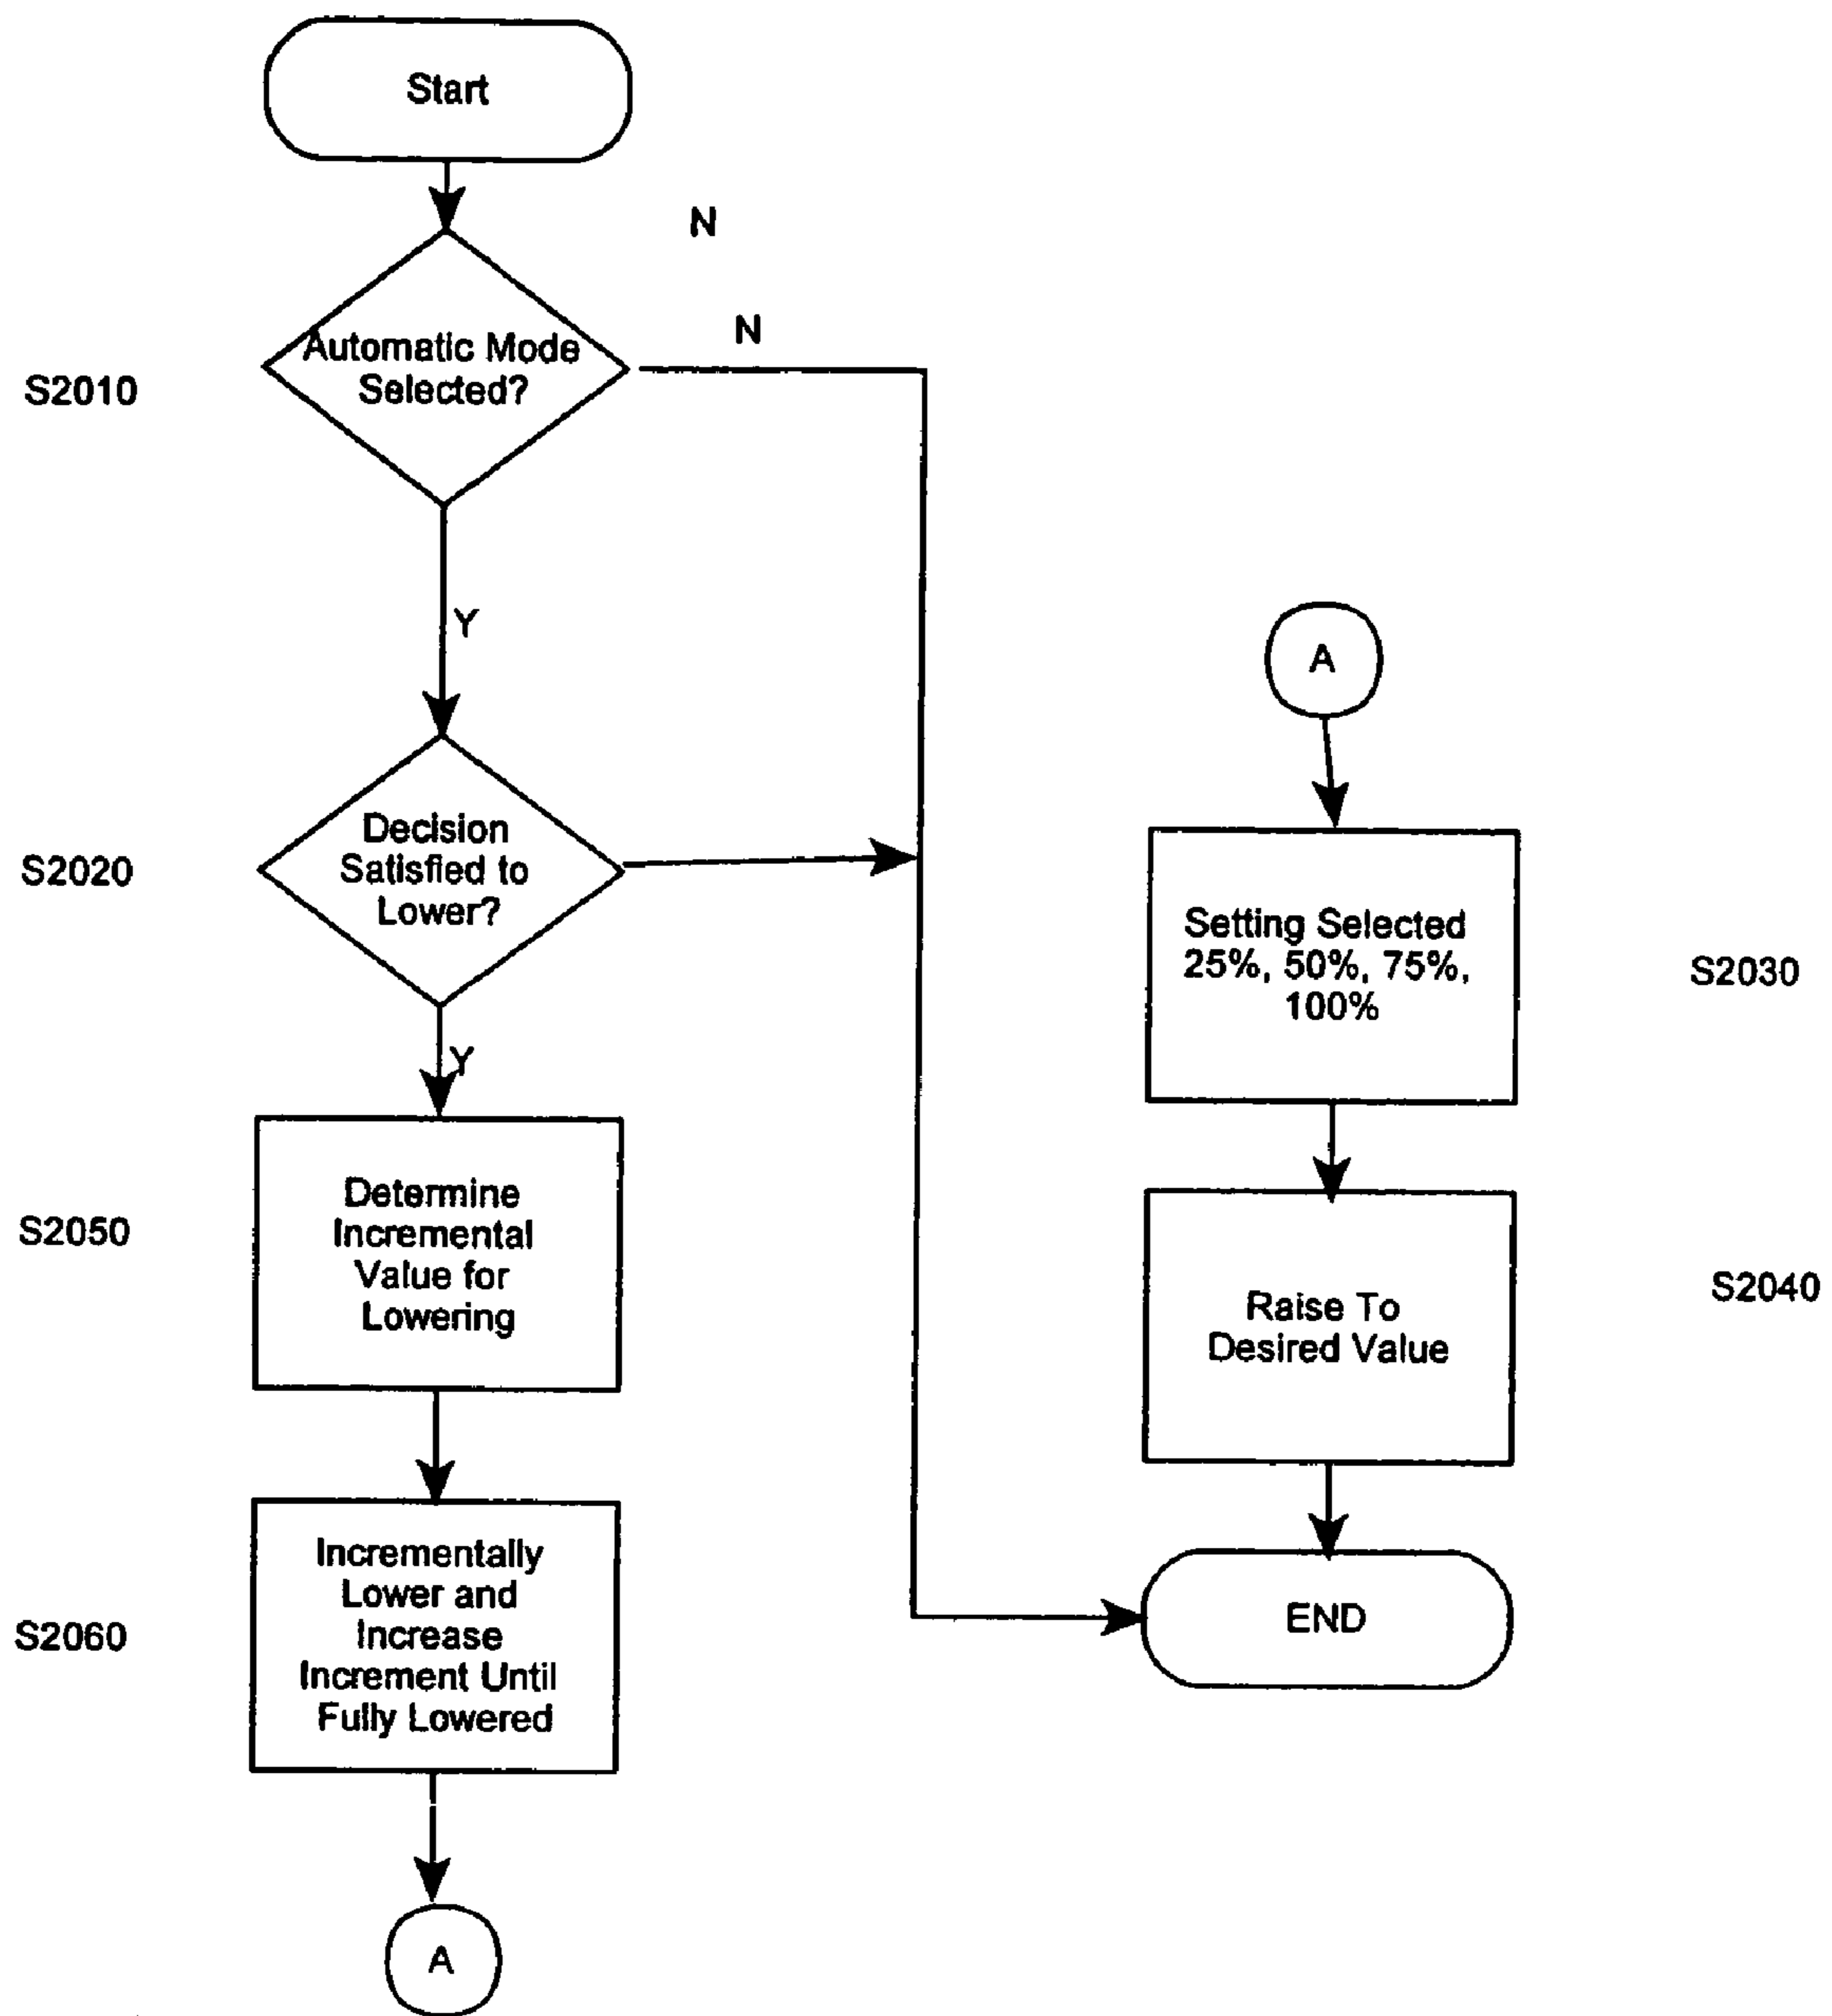 Start
N
N
Automatic Mode
Selected?
S2010
Y
Decision
Satisfied to
Lower?
S2020
Y
Determine
Incremental
Value for
Lowering
S2050
Incrementally
Lower and
Increase
Increment Until
Fully Lowered
S2060
A
A
Setting Selected
25%, 50%, 75%,
100%
S2030
Raise To
Desired Value
S2040
END